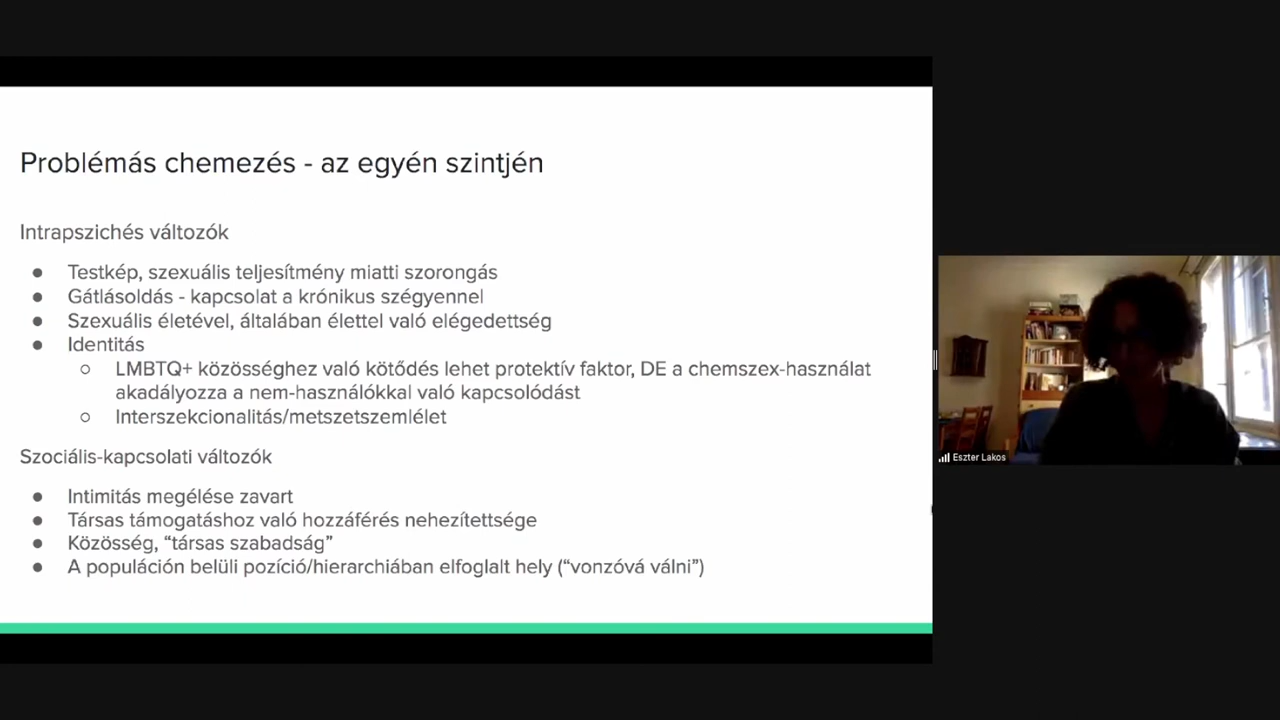 Problémás chemezés - az egyén szintjén
Intrapszichés változók
● Testkép, szexuális teljesítmény miatti szorongás
● Gátlásoldás - kapcsolat a krónikus szégyennel
● Szexuális életével, általában élettel való elégedettség
● Identitás
○ LMBTQ+ közösséghez való kötődés lehet protektív faktor, DE a chemszex-használat
akadályozza a nem-használókkal való kapcsolódást
○ Interszekcionalitás/metszetszemlélet
Szociális-kapcsolati változók
● Intimitás megélése zavart
● Társas támogatáshoz való hozzáférés nehezítettsége
● Közösség, “társas szabadság”
● A populáción belüli pozíció/hierarchiában elfoglalt hely (“vonzóvá válni”)
Eszter Lakos